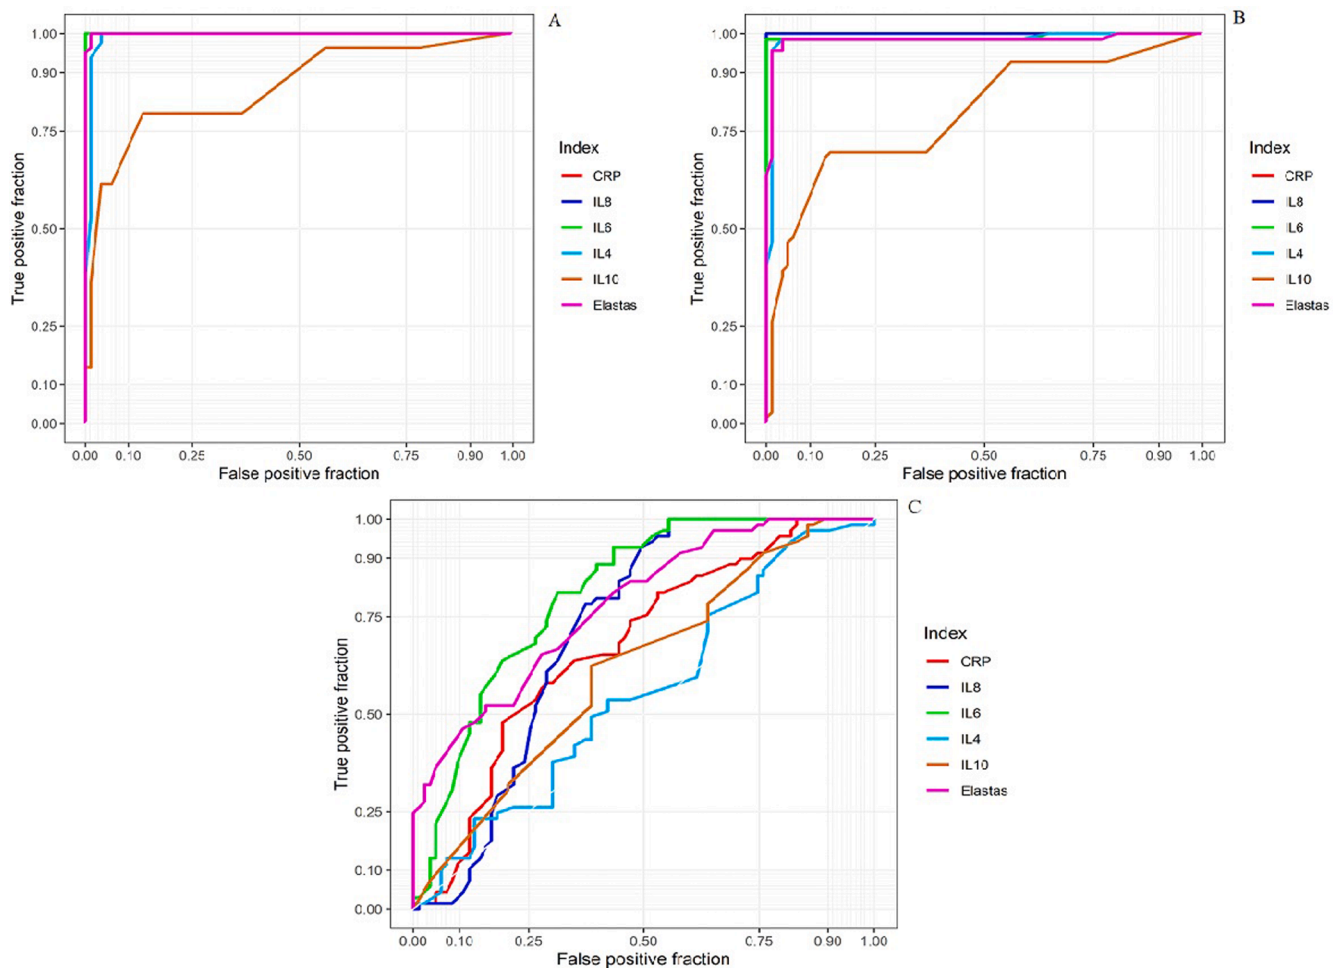 A
1.00
0.90
0.75
0.50
0.25
0.10
0.00
True positive fraction
0.00 0.10 0.25 0.50 0.75 0.90 1.00
False positive fraction
Index
CRP
IL8
IL6
IL4
IL10
Elastas
B
1.00
0.90
0.75
0.50
0.25
0.10
0.00
True positive fraction
0.00 0.10 0.25 0.50 0.75 0.90 1.00
False positive fraction
Index
CRP
IL8
IL6
IL4
IL10
Elastas
C
1.00
0.90
0.75
0.50
0.25
0.10
0.00
True positive fraction
0.00 0.10 0.25 0.50 0.75 0.90 1.00
False positive fraction
Index
CRP
IL8
IL6
IL4
IL10
Elastas